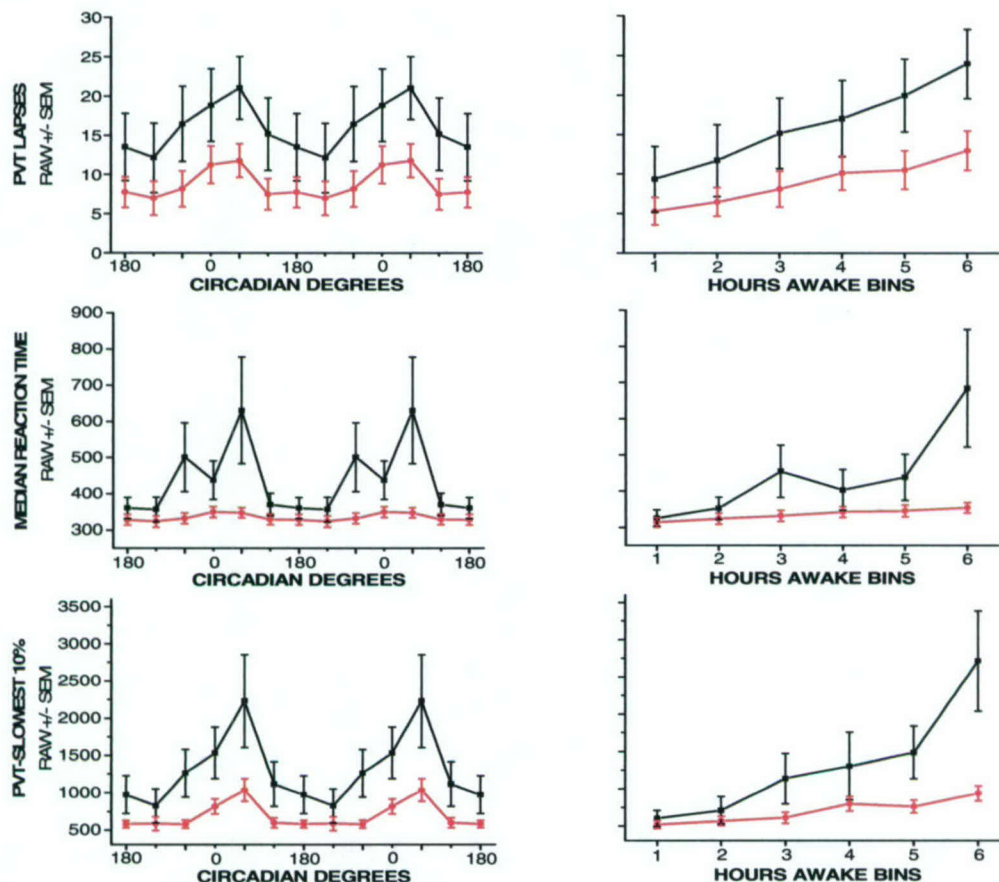 PVT LAPSES
RAW +/- SEM
30
25
20
15
10
5
0
180 0 180 0 180
CIRCADIAN DEGREES
1 2 3 4 5 6
HOURS AWAKE BINS
MEDIAN REACTION TIME
RAW +/- SEM
900
800
700
600
500
400
300
180 0 180 0 180
CIRCADIAN DEGREES
1 2 3 4 5 6
HOURS AWAKE BINS
PVT-SLOWEST 10%
RAW +/- SEM
3500
3000
2500
2000
1500
1000
500
180 0 180 0 180
CIRCADIAN DEGREES
1 2 3 4 5 6
HOURS AWAKE BINS